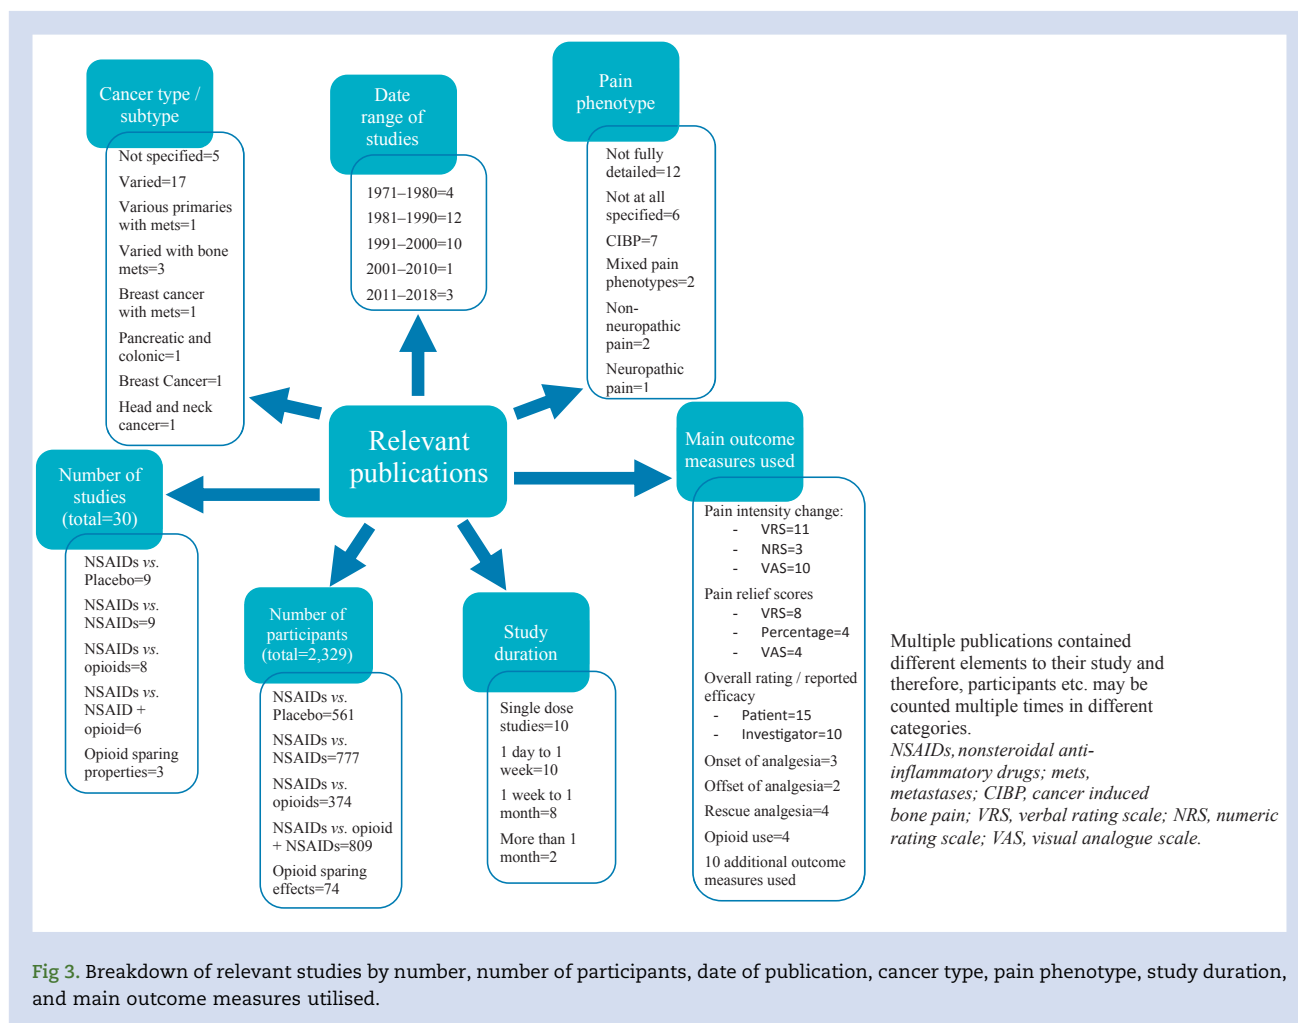 Cancer type /
subtype
Not specified=5
Varied=17
Various primaries
with mets=1
Varied with bone
mets=3
Breast cancer
with mets=1
Pancreatic and
colonic=1
Breast Cancer=1
Head and neck
cancer=1
Date
range of
studies
1971–1980=4
1981–1990=12
1991–2000=10
2001–2010=1
2011–2018=3
Pain
phenotype
Not fully
detailed=12
Not at all
specified=6
CIBP=7
Mixed pain
phenotypes=2
Non-
neuropathic
pain=2
Neuropathic
pain=1
Relevant
publications
Main outcome
measures used
Pain intensity change:
- VRS=11
- NRS=3
- VAS=10
Pain relief scores
- VRS=8
- Percentage=4
- VAS=4
Overall rating / reported
efficacy
- Patient=15
- Investigator=10
Onset of analgesia=3
Offset of analgesia=2
Rescue analgesia=4
Opioid use=4
10 additional outcome
measures used
Number of
studies
(total=30)
NSAIDs vs.
Placebo=9
NSAIDs vs.
NSAIDs=9
NSAIDs vs.
opioids=8
NSAIDs vs.
NSAID +
opioid=6
Opioid sparing
properties=3
Number of
participants
(total=2,329)
NSAIDs vs.
Placebo=561
NSAIDs vs.
NSAIDs=777
NSAIDs vs.
opioids=374
NSAIDs vs. opioid
+ NSAIDs=809
Opioid sparing
effects=74
Study
duration
Single dose
studies=10
1 day to 1
week=10
1 week to 1
month=8
More than 1
month=2
Multiple publications contained
different elements to their study and
therefore, participants etc. may be
counted multiple times in different
categories.
NSAIDs, nonsteroidal anti-
inflammatory drugs; mets,
metastases; CIBP, cancer induced
bone pain; VRS, verbal rating scale; NRS, numeric
rating scale; VAS, visual analogue scale.
Fig 3. Breakdown of relevant studies by number, number of participants, date of publication, cancer type, pain phenotype, study duration,
and main outcome measures utilised.